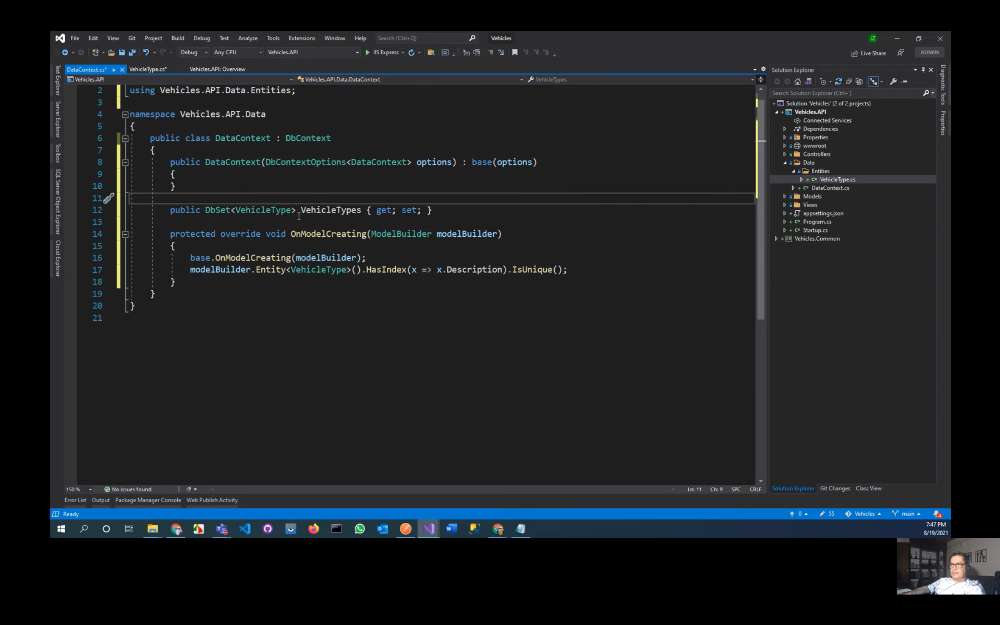 File Edit View Git Project Build Debug Test Analyze Tools Extensions Window Help Search (Ctrl+Q) Vehicles JZ
Debug Any CPU Vehicles.API IIS Express Live Share ADMIN
DataContext.cs* VehicleType.cs* Vehicles.API: Overview
Vehicles.API Vehicles.API.Data.DataContext VehicleTypes
Test Explorer
Server Explorer
Toolbox
SQL Server Object Explorer
Cloud Explorer
2 using Vehicles.API.Data.Entities;
3
4 namespace Vehicles.API.Data
5 {
6 public class DataContext : DbContext
7 {
8 public DataContext(DbContextOptions<DataContext> options) : base(options)
9 {
10 }
11
12 public DbSet<VehicleType> VehicleTypes { get; set; }
13
14 protected override void OnModelCreating(ModelBuilder modelBuilder)
15 {
16 base.OnModelCreating(modelBuilder);
17 modelBuilder.Entity<VehicleType>().HasIndex(x => x.Description).IsUnique();
18 }
19 }
20 }
21
150 % No issues found Ln: 11 Ch: 9 SPC CRLF
Error List Output Package Manager Console Web Publish Activity
Solution Explorer
Search Solution Explorer (Ctrl+¨)
Solution 'Vehicles' (2 of 2 projects)
Vehicles.API
Connected Services
Dependencies
Properties
wwwroot
Controllers
Data
Entities
C# VehicleType.cs
C# DataContext.cs
Models
Views
appsettings.json
C# Program.cs
C# Startup.cs
C# Vehicles.Common
Solution Explorer Git Changes Class View
Diagnostic Tools
Properties
Ready 0 55 Vehicles main 4
7:47 PM
8/19/2021